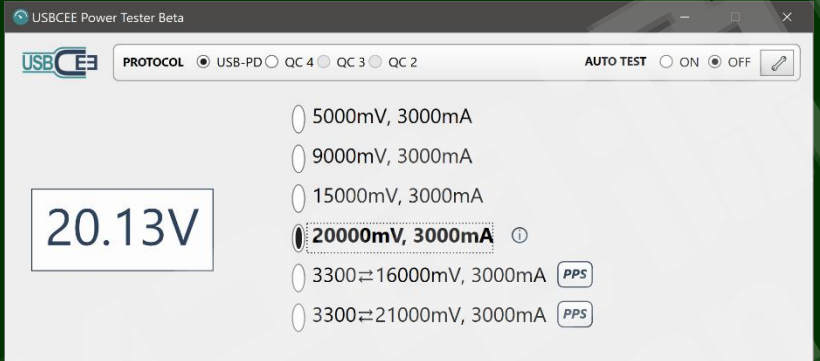 USBCEE Power Tester Beta
USBCEE PROTOCOL USB-PD QC 4 QC 3 QC 2 AUTO TEST ON OFF
5000mV, 3000mA
9000mV, 3000mA
15000mV, 3000mA
20.13V
20000mV, 3000mA
3300⇄16000mV, 3000mA PPS
3300⇄21000mV, 3000mA PPS